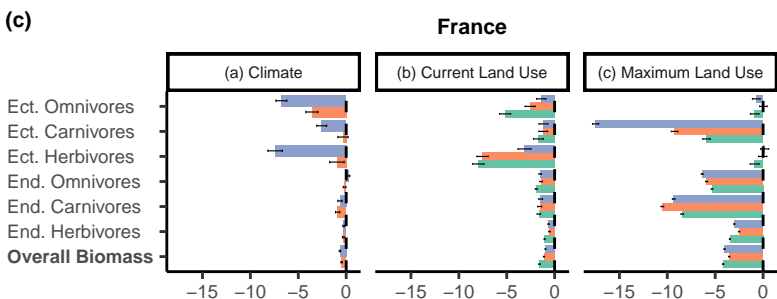 (c)
France
(a) Climate
(b) Current Land Use
(c) Maximum Land Use
Ect. Omnivores
Ect. Carnivores
Ect. Herbivores
End. Omnivores
End. Carnivores
End. Herbivores
Overall Biomass
−15 −10 −5 0
−15 −10 −5 0
−15 −10 −5 0